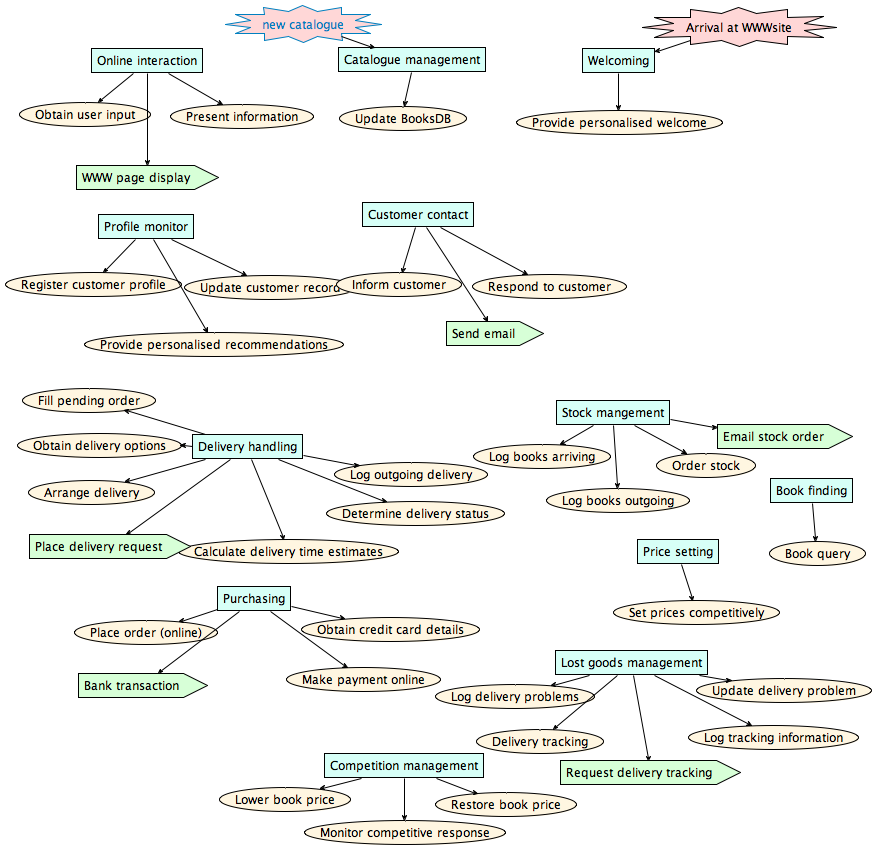 new catalogue
Arrival at WWWsite
Online interaction
Catalogue management
Welcoming
Obtain user input
Present information
Update BooksDB
Provide personalised welcome
WWW page display
Profile monitor
Customer contact
Register customer profile
Update customer record
Inform customer
Respond to customer
Send email
Provide personalised recommendations
Fill pending order
Stock mangement
Email stock order
Obtain delivery options
Delivery handling
Log books arriving
Order stock
Log outgoing delivery
Arrange delivery
Book finding
Log books outgoing
Determine delivery status
Place delivery request
Calculate delivery time estimates
Price setting
Book query
Purchasing
Set prices competitively
Place order (online)
Obtain credit card details
Lost goods management
Bank transaction
Make payment online
Log delivery problems
Update delivery problem
Delivery tracking
Log tracking information
Competition management
Request delivery tracking
Lower book price
Restore book price
Monitor competitive response